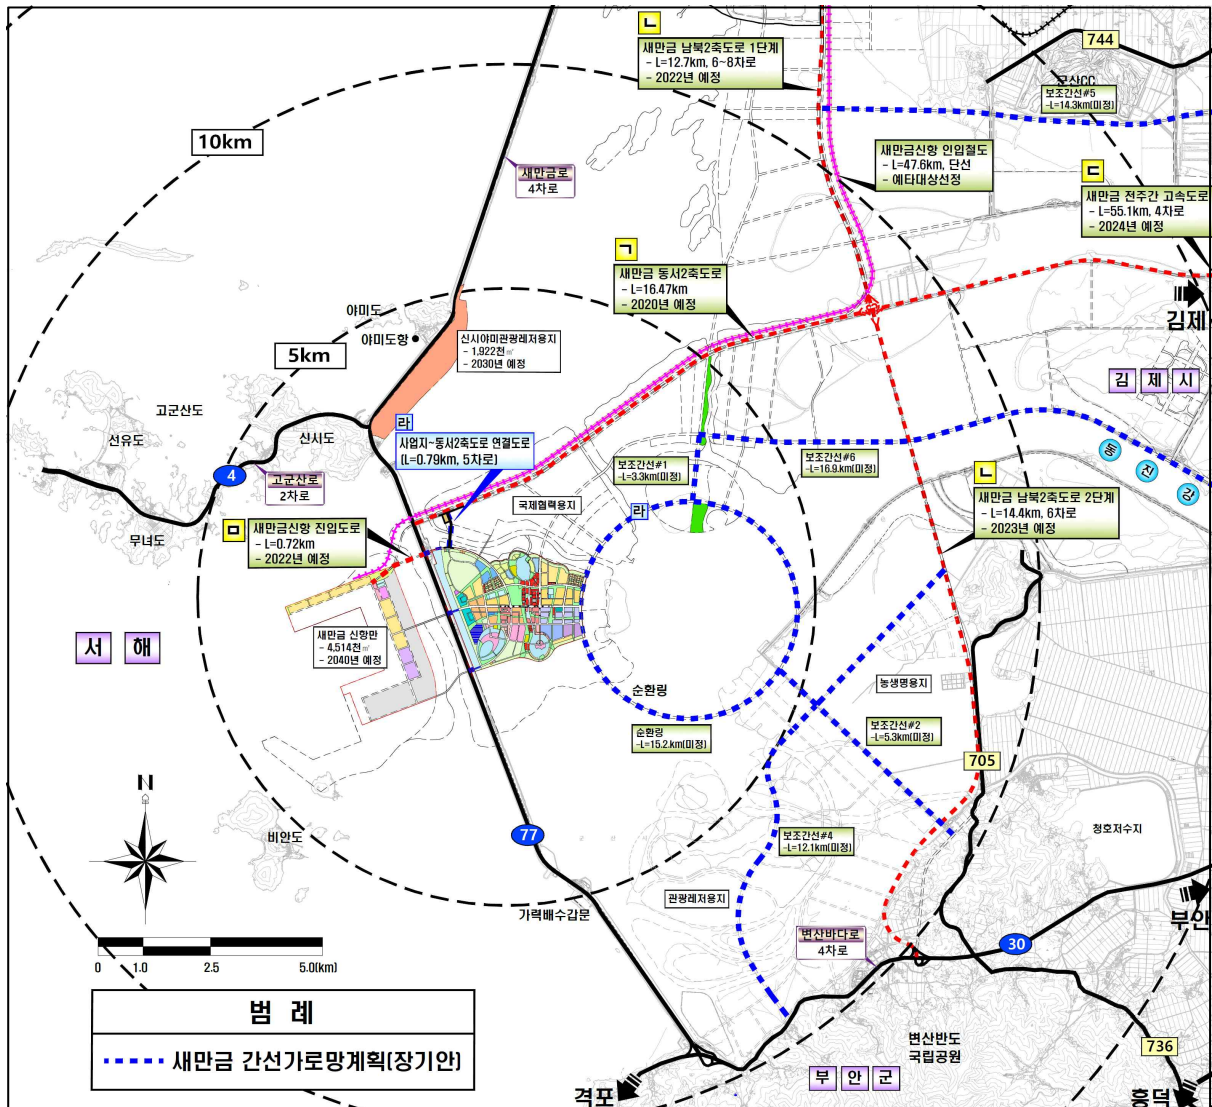 ㄴ
새만금 남북2축도로 1단계
- L=12.7km, 6~8차로
- 2022년 예정
744
군산CC
보조간선#5
-L=14.3km(미정)
10km
새만금로
4차로
새만금신항 인입철도
- L=47.6km, 단선
- 예타대상선정
ㄷ
새만금 전주간 고속도로
- L=55.1km, 4차로
- 2024년 예정
ㄱ
새만금 동서2축도로
- L=16.47km
- 2020년 예정
김제
야미도
야미도항
신시야미관광레저용지
- 1,922천㎡
- 2030년 예정
5km
김 제 시
고군산도
선유도
신시도
라
사업지~동서2축도로 연결도로
(L=0.79km, 5차로)
4
고군산로
2차로
무녀도
보조간선#1
-L=3.3km(미정)
보조간선#6
-L=16.9km(미정)
동 진 강
ㄴ
새만금 남북2축도로 2단계
- L=14.4km, 6차로
- 2023년 예정
국제협력용지
라
ㅁ
새만금신항 진입도로
- L=0.72km
- 2022년 예정
서 해
새만금 신항만
- 4,514천㎡
- 2040년 예정
순환링
순환링
-L=15.2.km(미정)
농생명용지
보조간선#2
-L=5.3km(미정)
705
N
비안도
77
보조간선#4
-L=12.1km(미정)
청호저수지
관광레저용지
가력배수갑문
부안
변산바다로
4차로
30
0 1.0 2.5 5.0(km)
범 례
새만금 간선가로망계획(장기안)
변산반도
국립공원
736
부 안 군
격포
흥덕